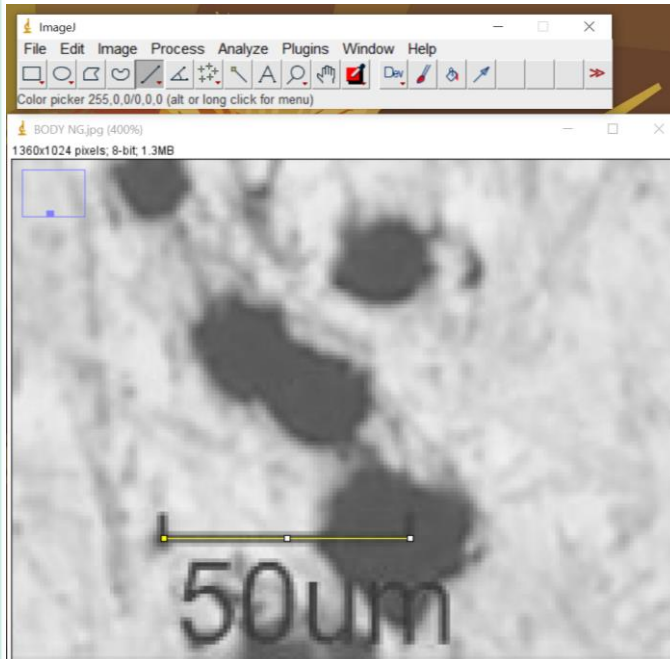 ImageJ
File Edit Image Process Analyze Plugins Window Help
A Dev >>
Color picker 255,0,0/0,0,0 (alt or long click for menu)
BODY NG.jpg (400%)
1360x1024 pixels; 8-bit; 1.3MB
50um